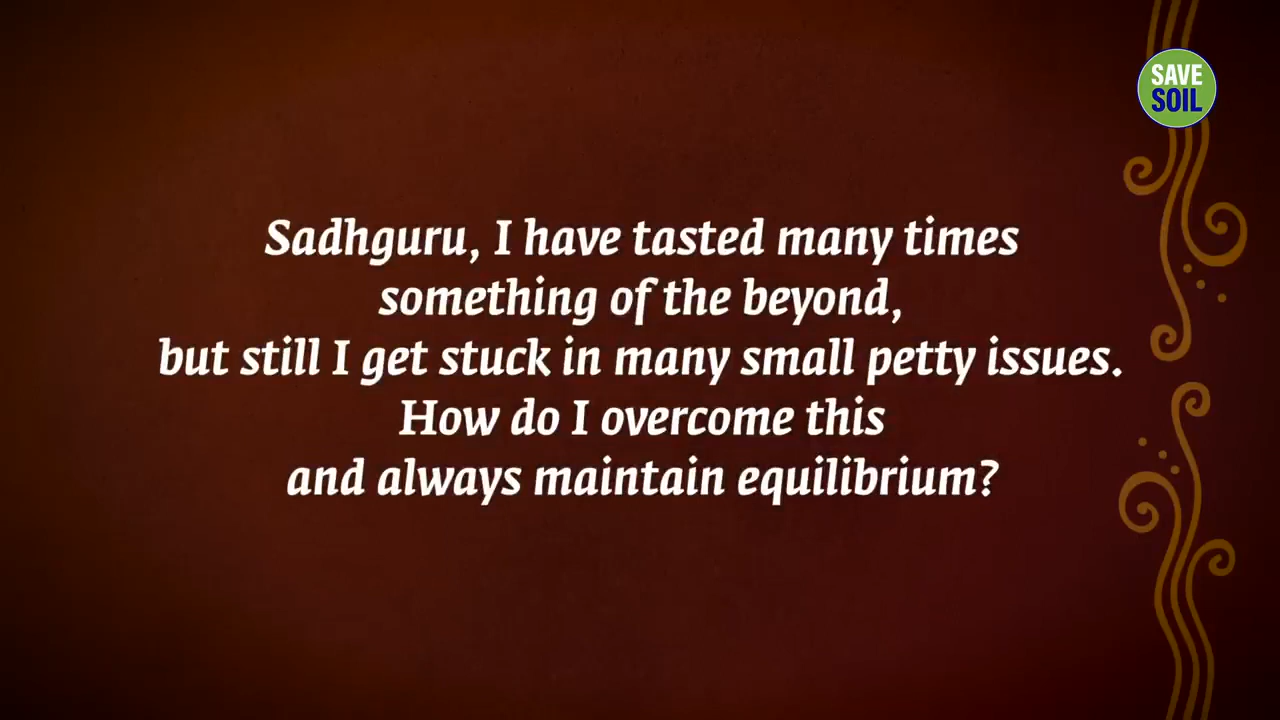 SAVE
SOIL
Sadhguru, I have tasted many times
something of the beyond,
but still I get stuck in many small petty issues.
How do I overcome this
and always maintain equilibrium?